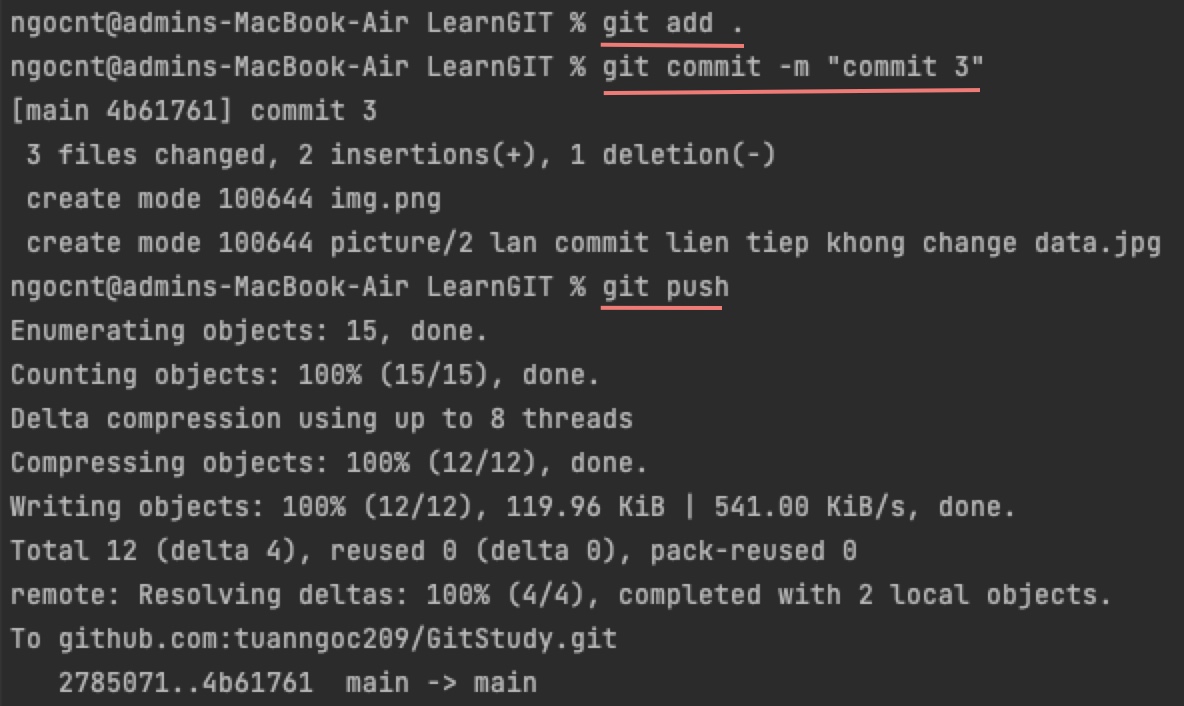 ngocnt@admins-MacBook-Air LearnGIT % git add .
ngocnt@admins-MacBook-Air LearnGIT % git commit -m "commit 3"
[main 4b61761] commit 3
 3 files changed, 2 insertions(+), 1 deletion(-)
 create mode 100644 img.png
 create mode 100644 picture/2 lan commit lien tiep khong change data.jpg
ngocnt@admins-MacBook-Air LearnGIT % git push
Enumerating objects: 15, done.
Counting objects: 100% (15/15), done.
Delta compression using up to 8 threads
Compressing objects: 100% (12/12), done.
Writing objects: 100% (12/12), 119.96 KiB | 541.00 KiB/s, done.
Total 12 (delta 4), reused 0 (delta 0), pack-reused 0
remote: Resolving deltas: 100% (4/4), completed with 2 local objects.
To github.com:tuanngoc209/GitStudy.git
   2785071..4b61761  main -> main